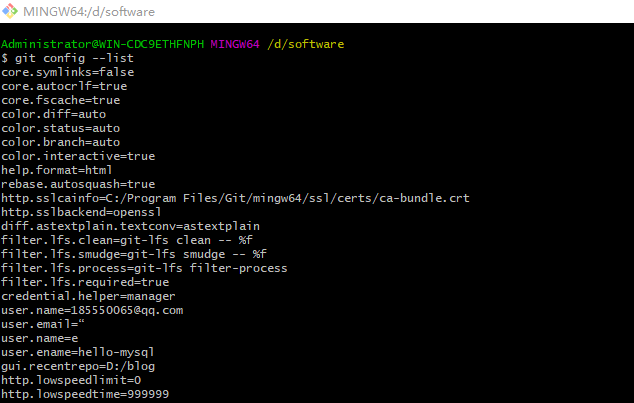 MINGW64:/d/software
Administrator@WIN-CDC9ETHFNPH MINGW64 /d/software
$ git config --list
core.symlinks=false
core.autocrlf=true
core.fscache=true
color.diff=auto
color.status=auto
color.branch=auto
color.interactive=true
help.format=html
rebase.autosquash=true
http.sslcainfo=C:/Program Files/Git/mingw64/ssl/certs/ca-bundle.crt
http.sslbackend=openssl
diff.astextplain.textconv=astextplain
filter.lfs.clean=git-lfs clean -- %f
filter.lfs.smudge=git-lfs smudge -- %f
filter.lfs.process=git-lfs filter-process
filter.lfs.required=true
credential.helper=manager
user.name=185550065@qq.com
user.email=“
user.name=e
user.ename=hello-mysql
gui.recentrepo=D:/blog
http.lowspeedlimit=0
http.lowspeedtime=999999